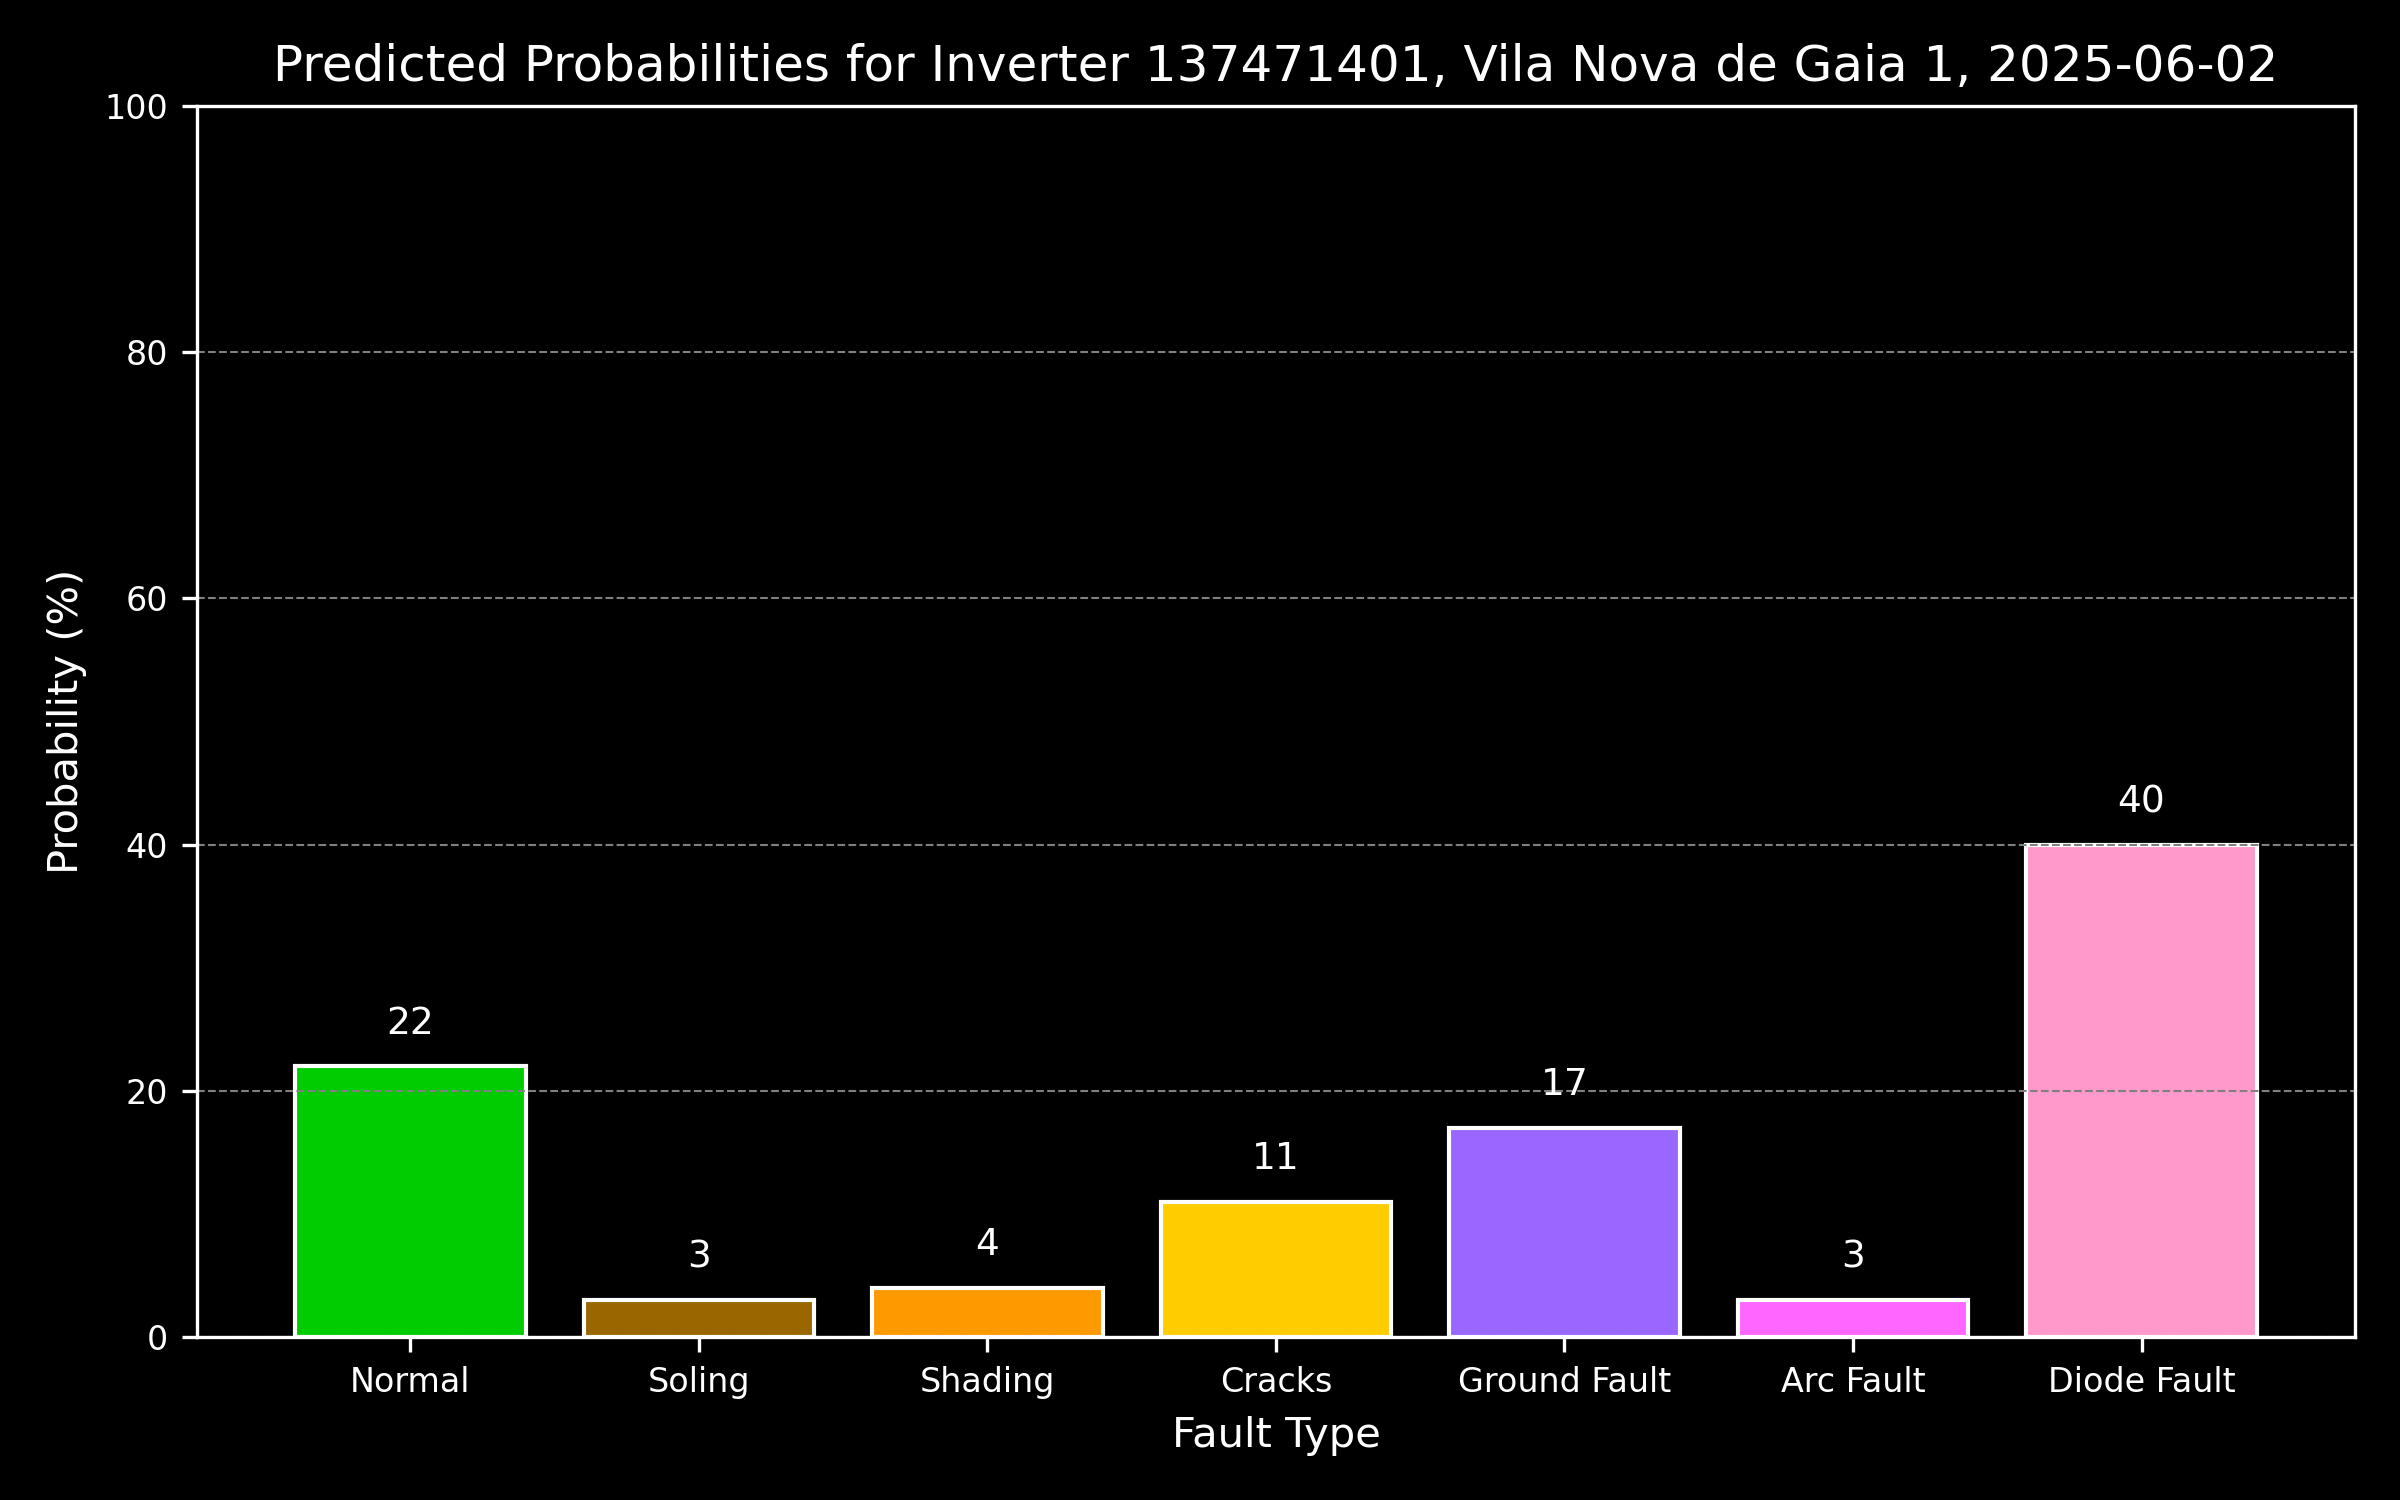 Predicted Probabilities for Inverter 137471401, Vila Nova de Gaia 1, 2025-06-02
100
80
60
40
20
0
Probability (%)
22
3
4
11
17
3
40
Normal
Soling
Shading
Cracks
Ground Fault
Arc Fault
Diode Fault
Fault Type